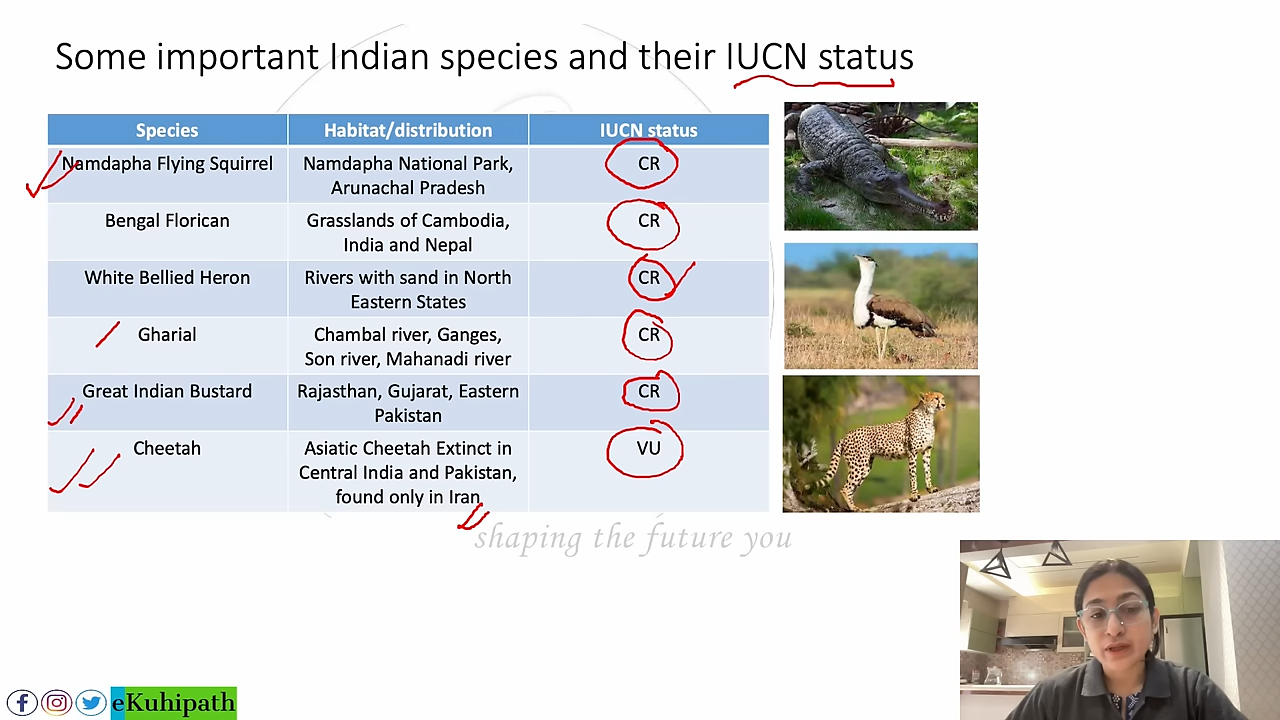 Some important Indian species and their IUCN status
Species Habitat/distribution IUCN status
Namdapha Flying Squirrel Namdapha National Park, CR
Arunachal Pradesh
Bengal Florican Grasslands of Cambodia, CR
India and Nepal
White Bellied Heron Rivers with sand in North CR
Eastern States
Gharial Chambal river, Ganges, CR
Son river, Mahanadi river
Great Indian Bustard Rajasthan, Gujarat, Eastern CR
Pakistan
Cheetah Asiatic Cheetah Extinct in VU
Central India and Pakistan,
found only in Iran
shaping the future you
eKuhipath